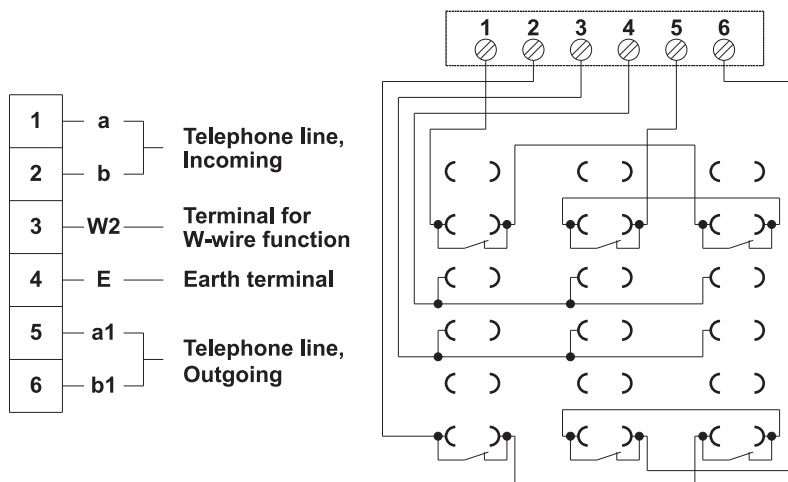 1 2 3 4 5 6
1 a
Telephone line,
Incoming
2 b
3 W2 Terminal for
W-wire function
4 E Earth terminal
5 a1
Telephone line,
Outgoing
6 b1